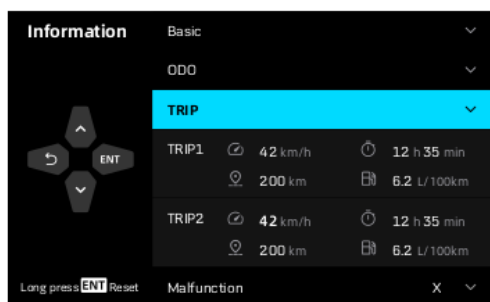 Information
Basic
ODO
TRIP
ENT
TRIP1 42 km/h 12 h 35 min
200 km 6.2 L/100km
TRIP2 42 km/h 12 h 35 min
200 km 6.2 L/100km
Long press ENT Reset
Malfunction X